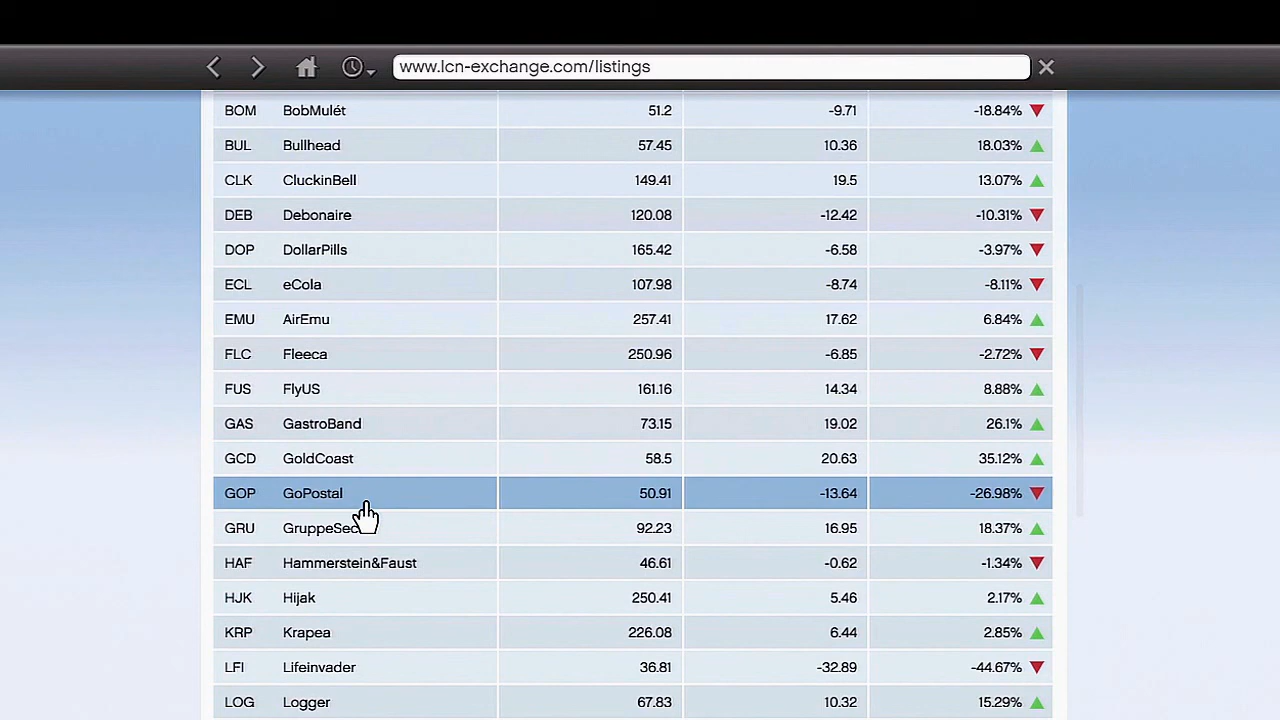 www.lcn-exchange.com/listings
BOM BobMulét 51.2 -9.71 -18.84%
BUL Bullhead 57.45 10.36 18.03%
CLK CluckinBell 149.41 19.5 13.07%
DEB Debonaire 120.08 -12.42 -10.31%
DOP DollarPills 165.42 -6.58 -3.97%
ECL eCola 107.98 -8.74 -8.11%
EMU AirEmu 257.41 17.62 6.84%
FLC Fleeca 250.96 -6.85 -2.72%
FUS FlyUS 161.16 14.34 8.88%
GAS GastroBand 73.15 19.02 26.1%
GCD GoldCoast 58.5 20.63 35.12%
GOP GoPostal 50.91 -13.64 -26.98%
GRU GruppeSec 92.23 16.95 18.37%
HAF Hammerstein&Faust 46.61 -0.62 -1.34%
HJK Hijak 250.41 5.46 2.17%
KRP Krapea 226.08 6.44 2.85%
LFI Lifeinvader 36.81 -32.89 -44.67%
LOG Logger 67.83 10.32 15.29%